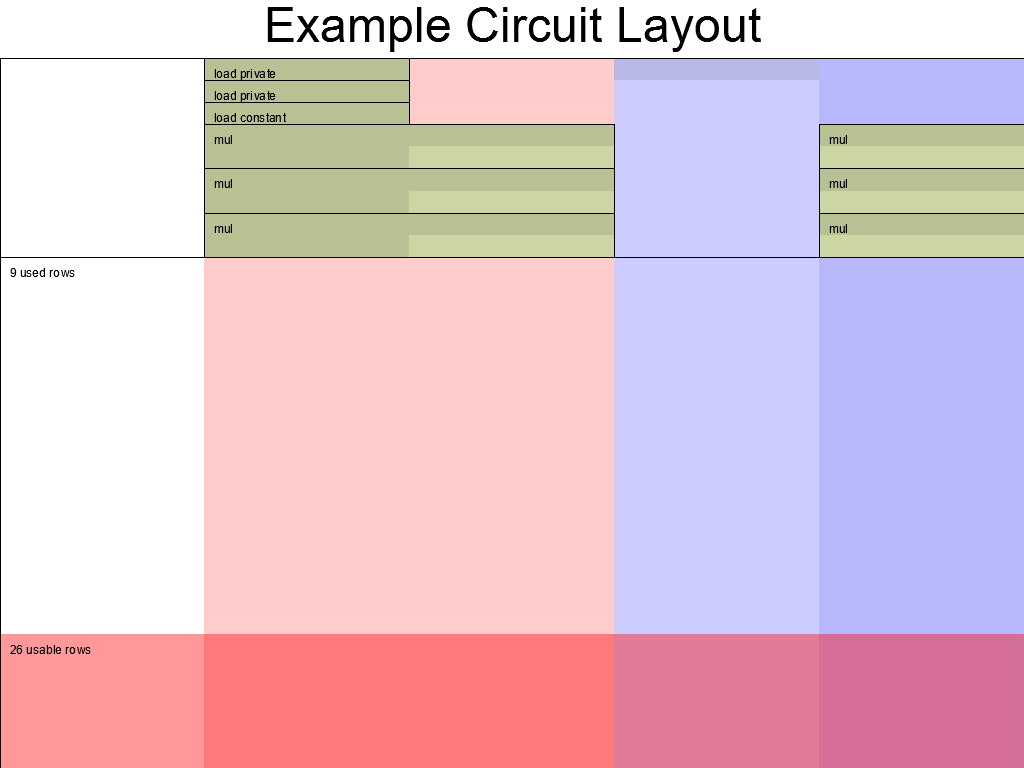 Example Circuit Layout
load private
load private
load constant
mul
mul
mul
mul
mul
mul
9 used rows
26 usable rows